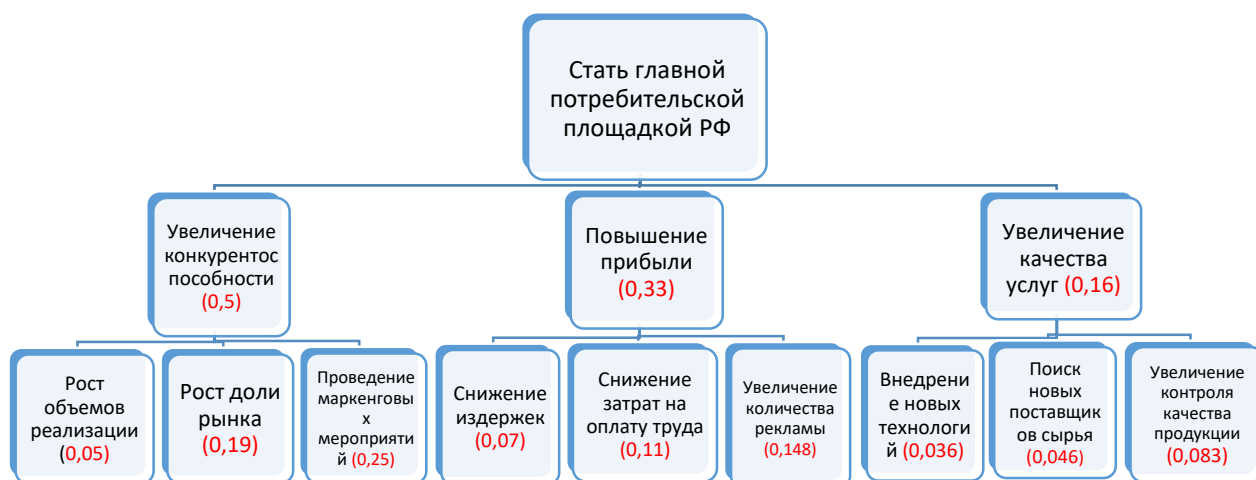 Стать главной
потребительской
площадкой РФ
Увеличение
конкурентос
пособности
(0,5)
Повышение
прибыли
(0,33)
Увеличение
качества
услуг (0,16)
Рост
объемов
реализации
(0,05)
Рост доли
рынка
(0,19)
Проведение
маркенговы
х
мероприяти
й (0,25)
Снижение
издержек
(0,07)
Снижение
затрат на
оплату труда
(0,11)
Увеличение
количества
рекламы
(0,148)
Внедрени
е новых
технологи
й (0,036)
Поиск
новых
поставщик
ов сырья
(0,046)
Увеличение
контроля
качества
продукции
(0,083)